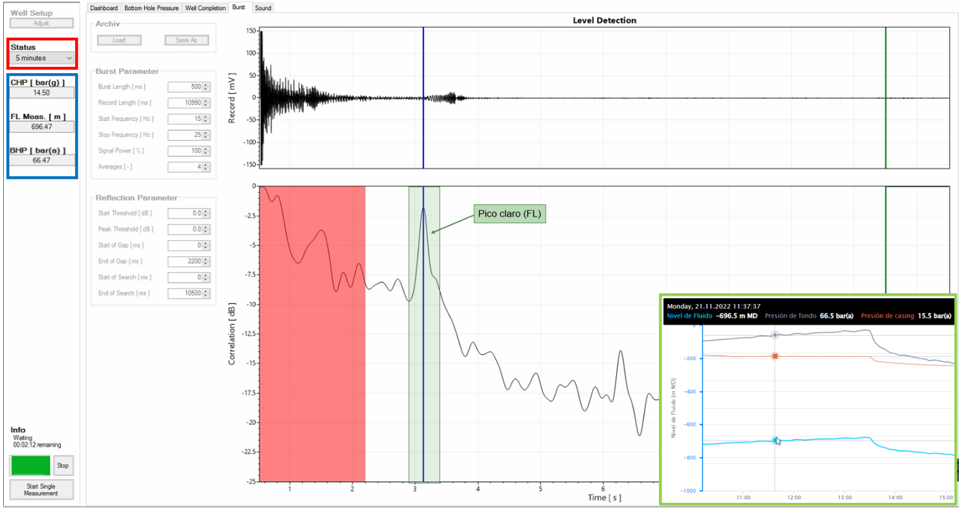 Well Setup
Adjust
Status
5 minutes
CHP [ bar(g) ]
14.50
FL Meas. [ m ]
696.47
BHP [ bar(a) ]
66.47
Info
Waiting
00:02:12 remaining
Stop
Start Single
Measurement
Dashboard Bottom Hole Pressure Well Completion Burst Sound
Archiv
Load Save As
Burst Parameter
Burst Length [ ms ] 500
Record Length [ ms ] 10990
Start Frequency [ Hz ] 15
Stop Frequency [ Hz ] 25
Signal Power [ % ] 100
Averages [ - ] 4
Reflection Parameter
Start Threshold [ dB ] 0.0
Peak Threshold [ dB ] 0.0
Start of Gap [ ms ] 0
End of Gap [ ms ] 2200
Start of Search [ ms ] 0
End of Search [ ms ] 10500
Level Detection
Record [ mV ]
150
100
50
0
-50
-100
-150
Correlation [ dB ]
0
-2.5
-5
-7.5
-10
-12.5
-15
-17.5
-20
-22.5
-25
Pico claro (FL)
1 2 3 4 5 6
Time [ s ]
Monday, 21.11.2022 11:37:37
Nivel de Fluido −696.5 m MD Presión de fondo 66.5 bar(a) Presión de casing 15.5 bar(a)
Nivel de Fluido [m MD]
-200
-400
-600
-800
-1000
11:00 12:00 13:00 14:00 15:00